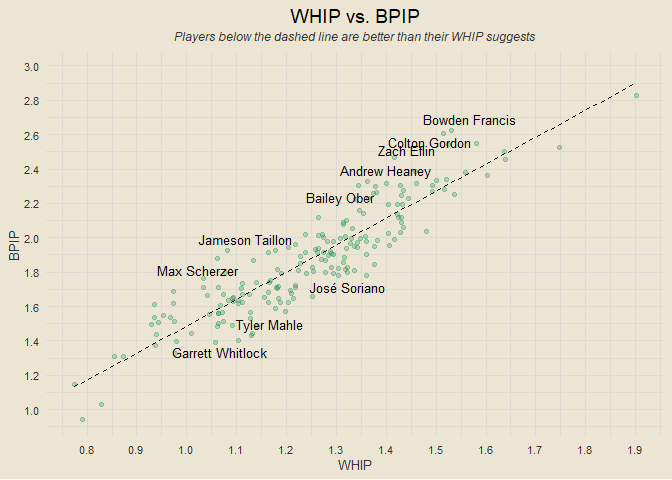 WHIP vs. BPIP
Players below the dashed line are better than their WHIP suggests
3.0
2.8
2.6
2.4
2.2
2.0
1.8
1.6
1.4
1.2
1.0
BPIP
Bowden Francis
Colton Gordon
Zach Eflin
Andrew Heaney
Bailey Ober
Jameson Taillon
Max Scherzer
José Soriano
Tyler Mahle
Garrett Whitlock
0.8 0.9 1.0 1.1 1.2 1.3 1.4 1.5 1.6 1.7 1.8 1.9
WHIP